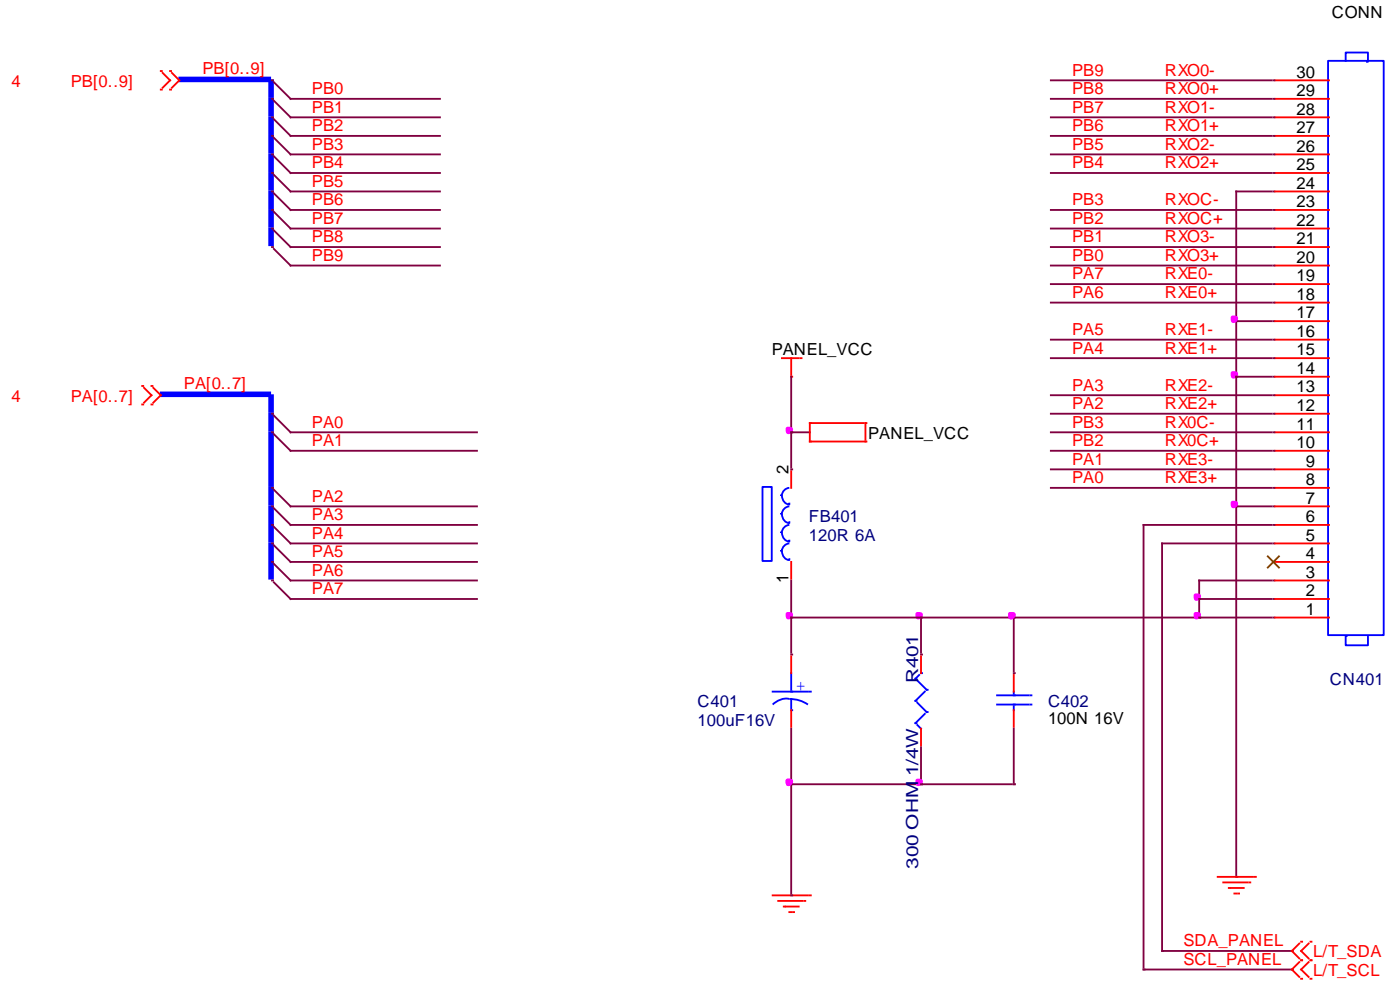 CONN
4 PB[0..9] PB[0..9]
PB0
PB1
PB2
PB3
PB4
PB5
PB6
PB7
PB8
PB9
4 PA[0..7] PA[0..7]
PA0
PA1
PA2
PA3
PA4
PA5
PA6
PA7
PB9 RXO0- 30
PB8 RXO0+ 29
PB7 RXO1- 28
PB6 RXO1+ 27
PB5 RXO2- 26
PB4 RXO2+ 25
24
PB3 RXOC- 23
PB2 RXOC+ 22
PB1 RXO3- 21
PB0 RXO3+ 20
PA7 RXE0- 19
PA6 RXE0+ 18
17
PA5 RXE1- 16
PA4 RXE1+ 15
14
PA3 RXE2- 13
PA2 RXE2+ 12
PB3 RX0C- 11
PB2 RX0C+ 10
PA1 RXE3- 9
PA0 RXE3+ 8
7
6
5
4
3
2
1
CN401
PANEL_VCC
PANEL_VCC
2
FB401
120R 6A
1
C401
100uF16V
+
R401
300 OHM 1/4W
C402
100N 16V
SDA_PANEL L/T_SDA
SCL_PANEL L/T_SCL